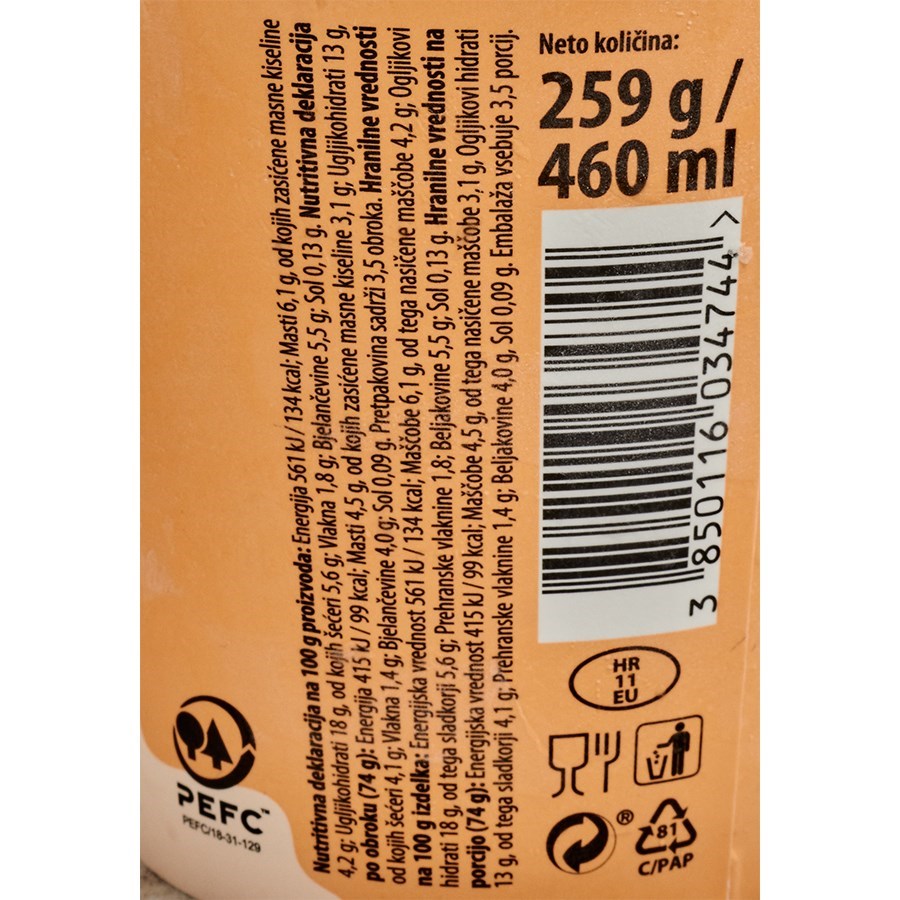 Nutritivna deklaracija na 100 g proizvoda: Energija 561 kJ / 134 kcal; Masti 6,1 g, od kojih zasićene masne kiseline
4,2 g; Ugljikohidrati 18 g, od kojih šećeri 5,6 g; Vlakna 1,8 g; Bjelančevine 5,5 g; Sol 0,13 g. Nutritivna deklaracija
po obroku (74 g): Energija 415 kJ / 99 kcal; Masti 4,5 g, od kojih zasićene masne kiseline 3,1 g; Ugljikohidrati 13 g,
od kojih šećeri 4,1 g; Vlakna 1,4 g; Bjelančevine 4,0 g; Sol 0,09 g. Pretpakovina sadrži 3,5 obroka. Hranilne vrednosti
na 100 g izdelka: Energijska vrednost 561 kJ / 134 kcal; Maščobe 6,1 g, od tega nasičene maščobe 4,2 g; Ogljikovi
hidrati 18 g, od tega sladkorji 5,6 g; Prehranske vlaknine 1,8; Beljakovine 5,5 g; Sol 0,13 g. Hranilne vrednosti na
porcijo (74 g): Energijska vrednost 415 kJ / 99 kcal; Maščobe 4,5 g, od tega nasičene maščobe 3,1 g, Ogljikovi hidrati
13 g, od tega sladkorji 4,1 g; Prehranske vlaknine 1,4 g; Beljakovine 4,0 g, Sol 0,09 g. Embalaža vsebuje 3,5 porcij.
Neto količina:
259 g /
460 ml
3 850116 034744 >
HR
11
EU
®
81
C/PAP
PEFC™
PEFC/18-31-129